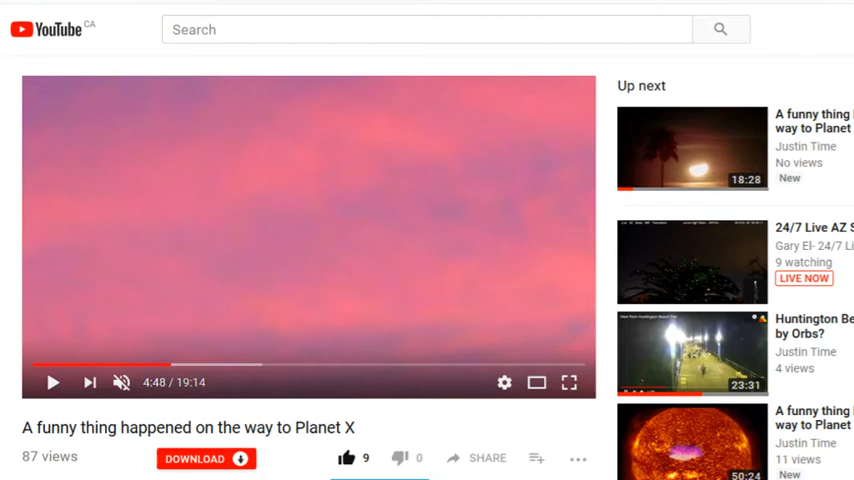 YouTube CA
Search
Up next
A funny thing
way to Planet
Justin Time
No views
New
18:28
24/7 Live AZ S
Gary El- 24/7 Li
9 watching
LIVE NOW
Huntington Be
by Orbs?
Justin Time
4 views
23:31
A funny thing
way to Planet
Justin Time
11 views
New
50:24
4:48 / 19:14
A funny thing happened on the way to Planet X
87 views
DOWNLOAD
9
0
SHARE